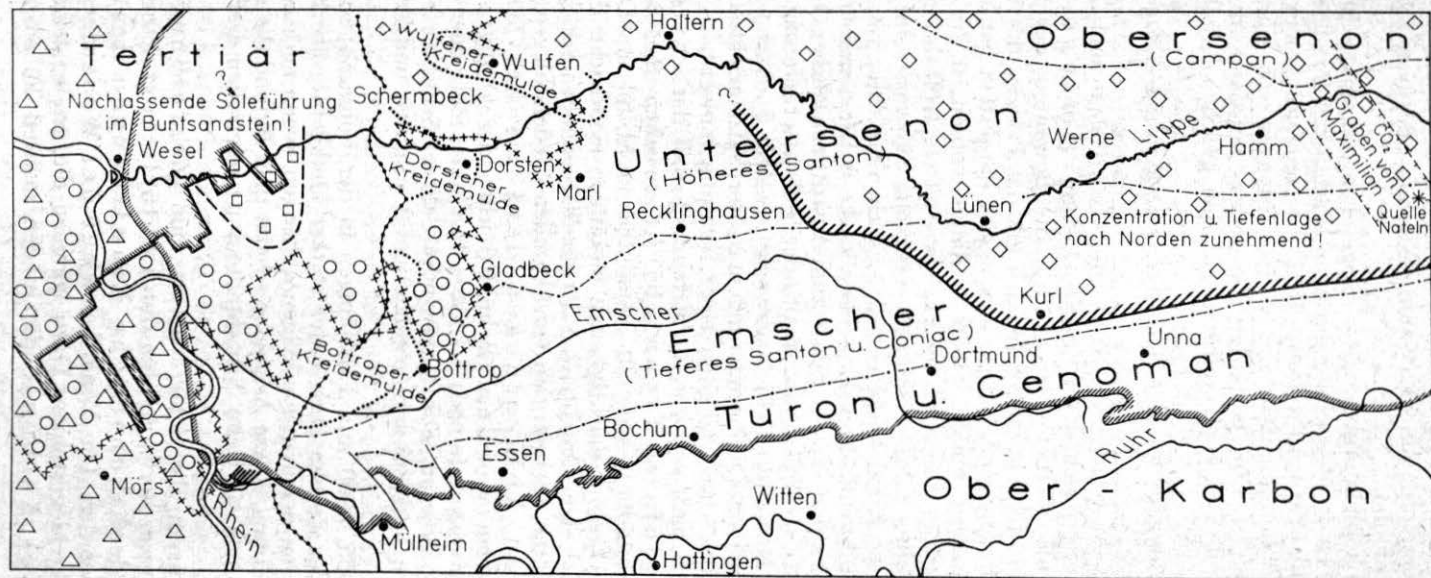 Haltern
Tertiär
Wulfener
Kreidemulde
Wulfen
Obersenon
(Campan)
Nachlassende Soleführung
im Buntsandstein!
Schermbeck
CO₂
Graben von
Maximilian
Wesel
Untersenon
(Höheres Santon)
Werne
Lippe
Hamm
Dorsten
Dorstener
Kreidemulde
Marl
Recklinghausen
Lünen
Konzentration u Tiefenlage
nach Norden zunehmend!
Quelle
Nateln
Gladbeck
Kurl
Emscher
Emscher
(Tieferes Santon u. Coniac)
Unna
Dortmund
Bottroper
Kreidemulde
Bottrop
Turon u. Cenoman
Bochum
Essen
Ruhr
Mörs
Rhein
Witten
Ober-Karbon
Mülheim
Hattingen